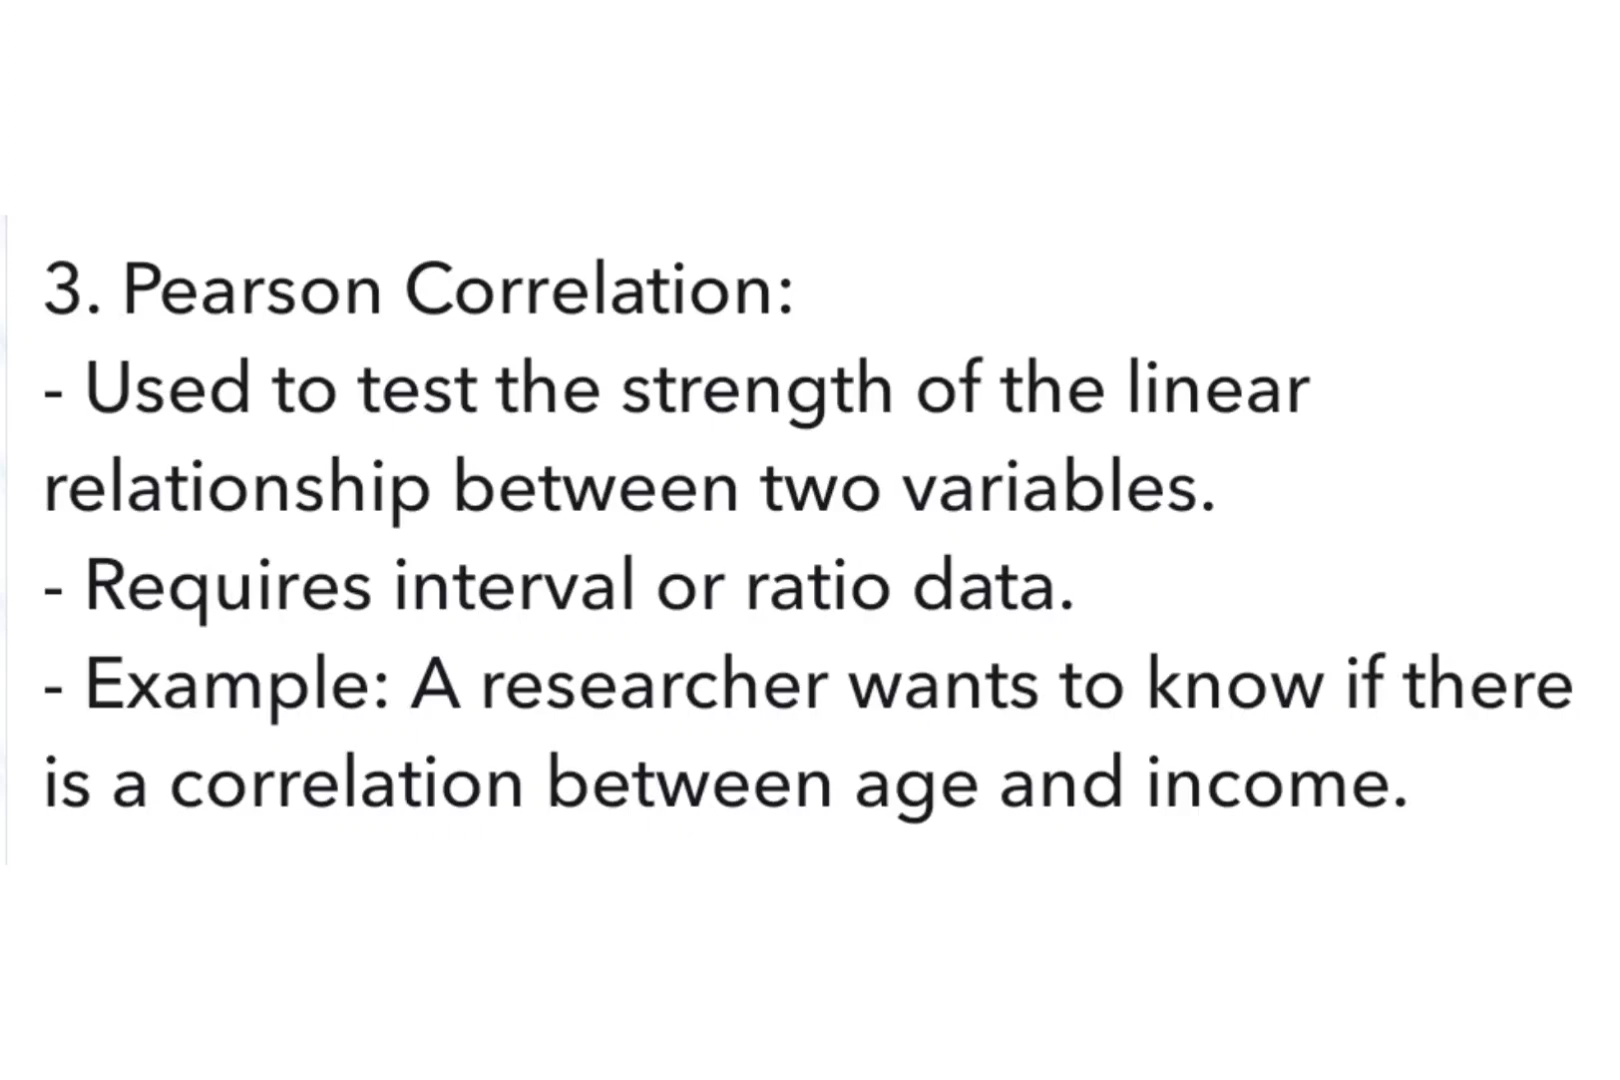 3. Pearson Correlation:
- Used to test the strength of the linear
relationship between two variables.
- Requires interval or ratio data.
- Example: A researcher wants to know if there
is a correlation between age and income.